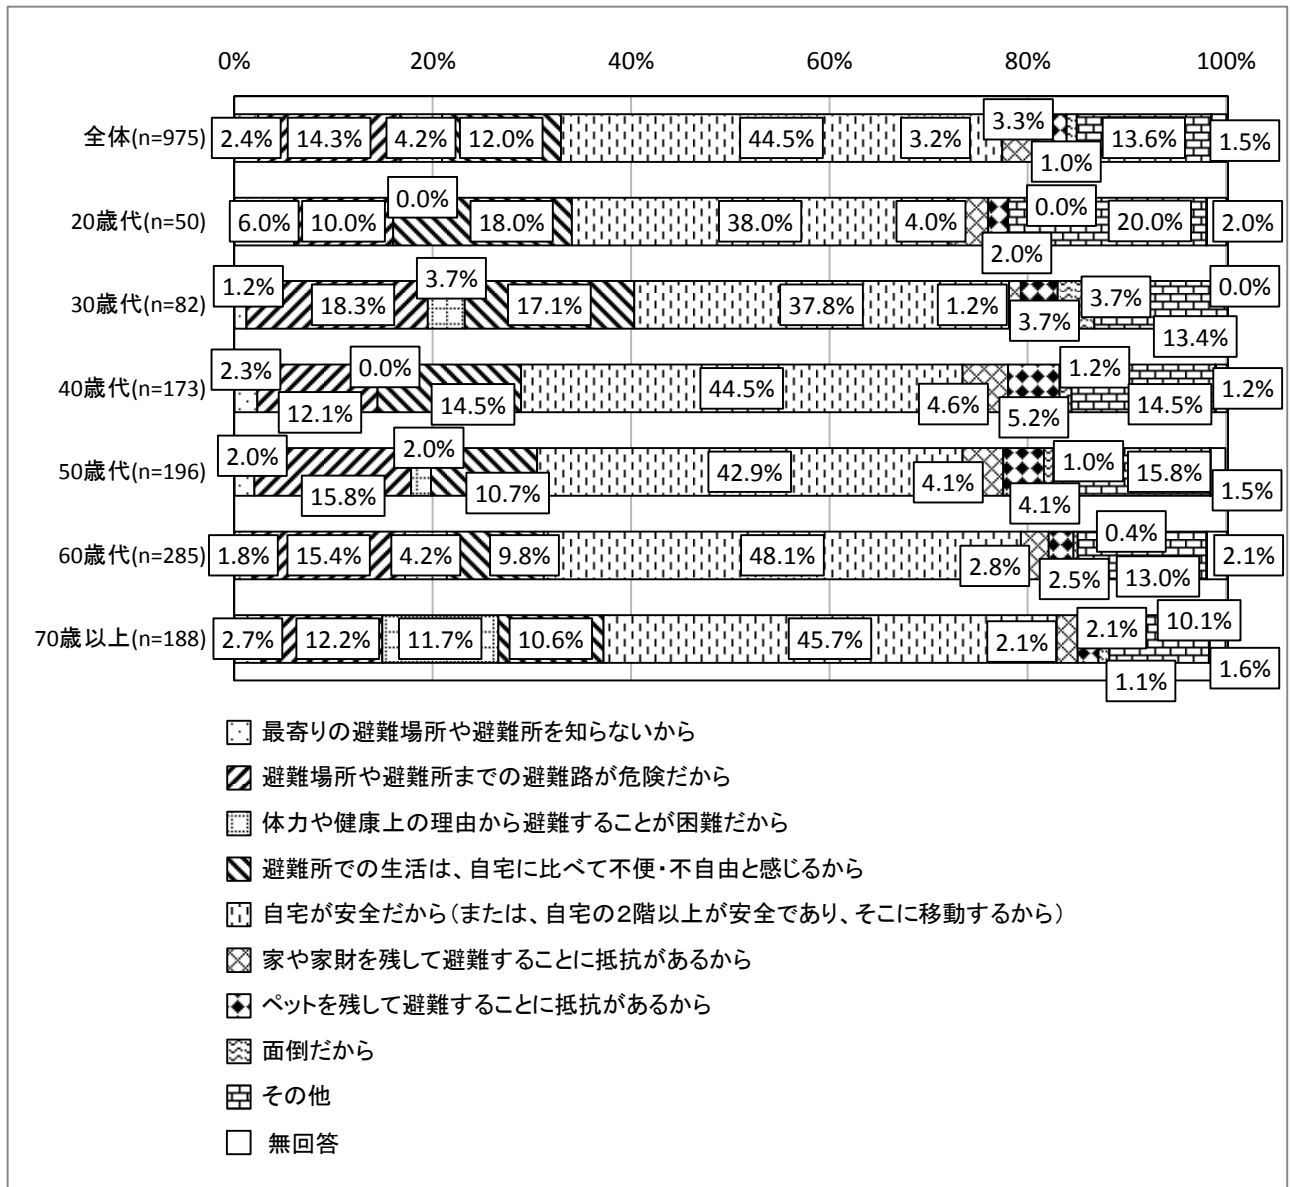 0% 20% 40% 60% 80% 100%
全体(n=975) 2.4% 14.3% 4.2% 12.0% 44.5% 3.2% 3.3% 1.0% 13.6% 1.5%
20歳代(n=50) 6.0% 10.0% 0.0% 18.0% 38.0% 4.0% 2.0% 0.0% 20.0% 2.0%
30歳代(n=82) 1.2% 18.3% 3.7% 17.1% 37.8% 1.2% 3.7% 3.7% 13.4% 0.0%
40歳代(n=173) 2.3% 12.1% 0.0% 14.5% 44.5% 4.6% 5.2% 1.2% 14.5% 1.2%
50歳代(n=196) 2.0% 15.8% 2.0% 10.7% 42.9% 4.1% 4.1% 1.0% 15.8% 1.5%
60歳代(n=285) 1.8% 15.4% 4.2% 9.8% 48.1% 2.8% 2.5% 0.4% 13.0% 2.1%
70歳以上(n=188) 2.7% 12.2% 11.7% 10.6% 45.7% 2.1% 2.1% 1.1% 10.1% 1.6%
最寄りの避難場所や避難所を知らないから
避難場所や避難所までの避難路が危険だから
体力や健康上の理由から避難することが困難だから
避難所での生活は、自宅に比べて不便・不自由と感じるから
自宅が安全だから（または、自宅の２階以上が安全であり、そこに移動するから）
家や家財を残して避難することに抵抗があるから
ペットを残して避難することに抵抗があるから
面倒だから
その他
無回答